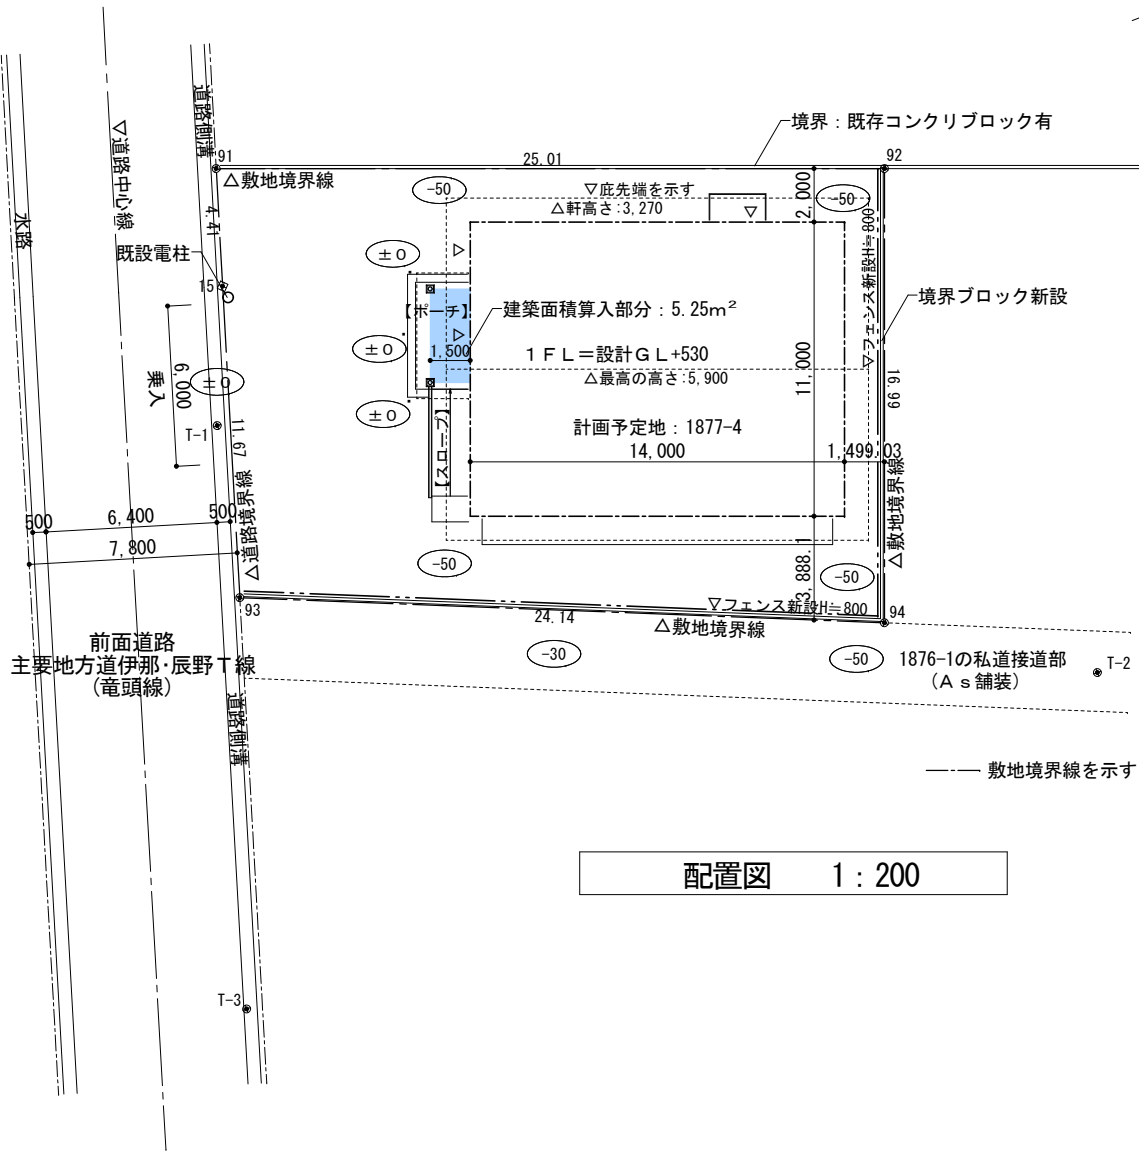 境界：既存コンクリブロック有
道路側溝
91
25.01
92
△敷地境界線
▽道路中心線
水路
-50
▽庇先端を示す
△軒高さ:3,270
▽
2,000
-50
4.41
既設電柱
15
±0
▽
▽フェンス新設H≒800
境界ブロック新設
【ポーチ】
建築面積算入部分：5.25m²
▽
1,500
±0
１ＦＬ＝設計ＧＬ+530
△最高の高さ:5,900
11,000
16.99
乗入
6,000
±0
±0
T-1
11.67
【スロープ】
計画予定地：1877-4
14,000
1,499.03
△道路境界線
△敷地境界線
500
6,400
500
7,800
-50
3,888.1
-50
93
24.14
▽フェンス新設H≒800
94
△敷地境界線
前面道路
主要地方道伊那･辰野Ｔ線
（竜頭線）
-30
-50
1876-1の私道接道部
（Ａｓ舗装）
T-2
道路側溝
敷地境界線を示す
配置図　１：200
T-3